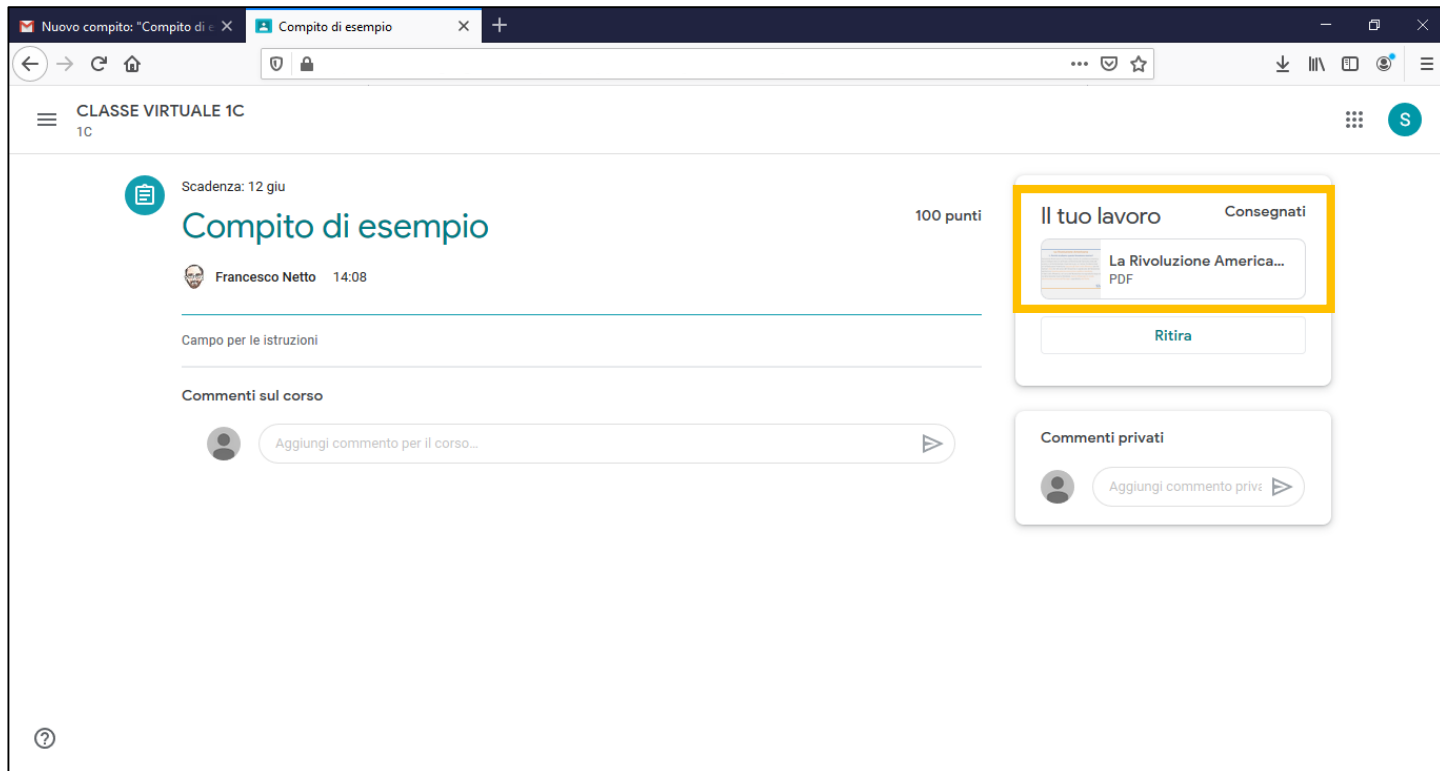 Nuovo compito: "Compito di e
Compito di esempio
CLASSE VIRTUALE 1C
1C
S
Scadenza: 12 giu
Compito di esempio
100 punti
Francesco Netto 14:08
Campo per le istruzioni
Commenti sul corso
Aggiungi commento per il corso...
Il tuo lavoro
Consegnati
La Rivoluzione America...
PDF
Ritira
Commenti privati
Aggiungi commento priva